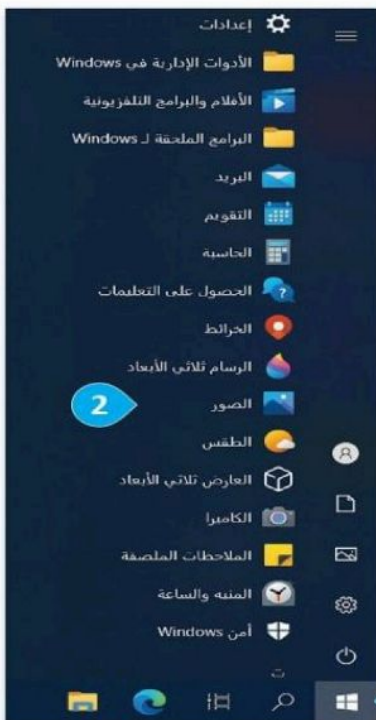 إعدادات
الأدوات الإدارية في Windows
الأفلام والبرامج التلفزيونية
البرامج الملحقة لـ Windows
البريد
التقويم
الحاسبة
الحصول على التعليمات
الخرائط
الرسام ثلاثي الأبعاد
الصور
2
الطقس
العارض ثلاثي الأبعاد
الكاميرا
الملاحظات الملصقة
المنبه والساعة
أمن Windows
ت